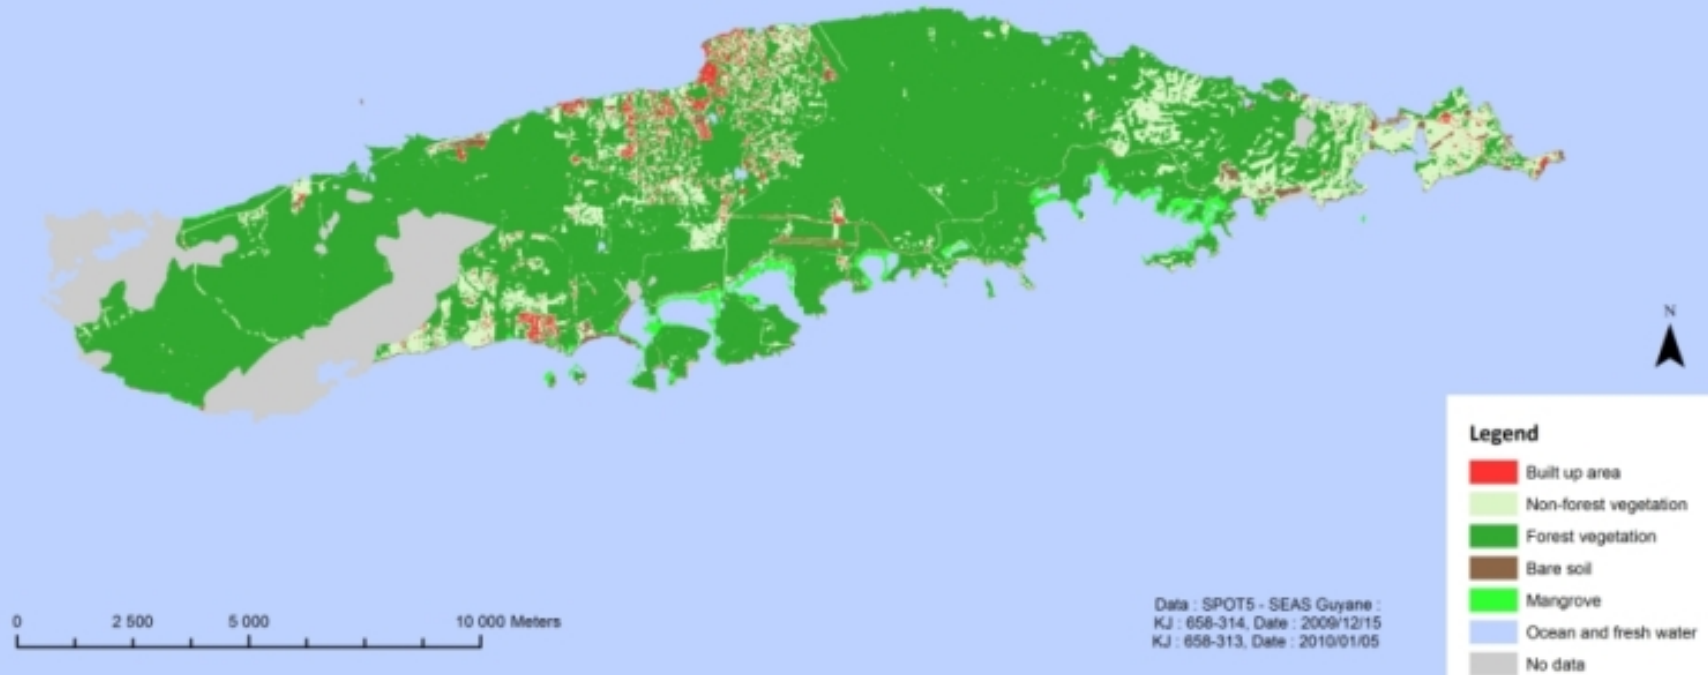 N
Legend
Built up area
Non-forest vegetation
Forest vegetation
Bare soil
Mangrove
Ocean and fresh water
No data
0 2 500 5 000 10 000 Meters
Data : SPOT5 - SEAS Guyane :
KJ : 658-314, Date : 2009/12/15
KJ : 658-313, Date : 2010/01/05